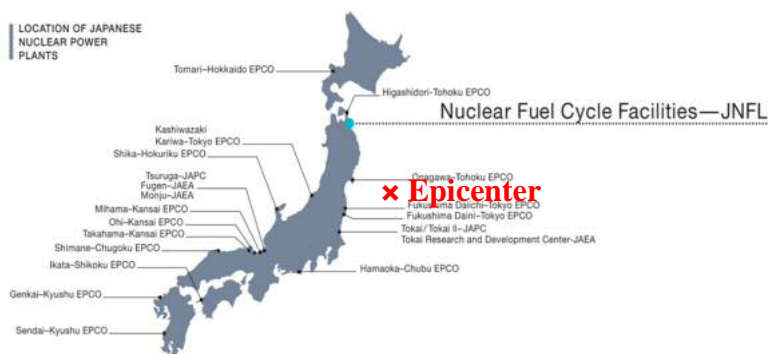 LOCATION OF JAPANESE
NUCLEAR POWER
PLANTS
Tomari–Hokkaido EPCO
Higashidori-Tohoku EPCO
Nuclear Fuel Cycle Facilities—JNFL
Kashiwazaki
Kariwa–Tokyo EPCO
Shika–Hokuriku EPCO
Tsuruga–JAPC
Fugen–JAEA
Monju–JAEA
Mihama–Kansai EPCO
Ohi–Kansai EPCO
Takahama–Kansai EPCO
Shimane–Chugoku EPCO
Ikata–Shikoku EPCO
Genkai–Kyushu EPCO
Sendai–Kyushu EPCO
Onagawa–Tohoku EPCO
× Epicenter
Fukushima Daiichi–Tokyo EPCO
Fukushima Daini–Tokyo EPCO
Tokai/Tokai II–JAPC
Tokai Research and Development Center-JAEA
Hamaoka–Chubu EPCO